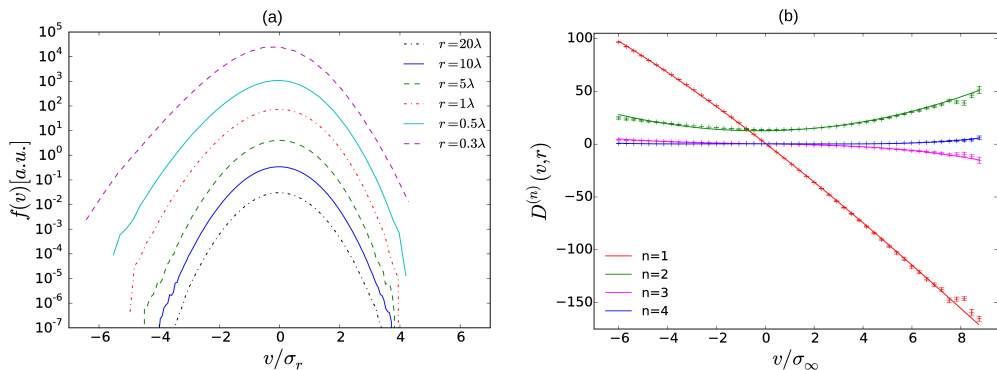 (a)
10^5
10^4
10^3
10^2
10^1
10^0
10^-1
10^-2
10^-3
10^-4
10^-5
10^-6
10^-7
f(v)[a.u.]
r = 20λ
r = 10λ
r = 5λ
r = 1λ
r = 0.5λ
r = 0.3λ
−6 −4 −2 0 2 4 6
v/σ_r
(b)
100
50
0
−50
−100
−150
D^(n)(v,r)
n=1
n=2
n=3
n=4
−6 −4 −2 0 2 4 6 8
v/σ_∞